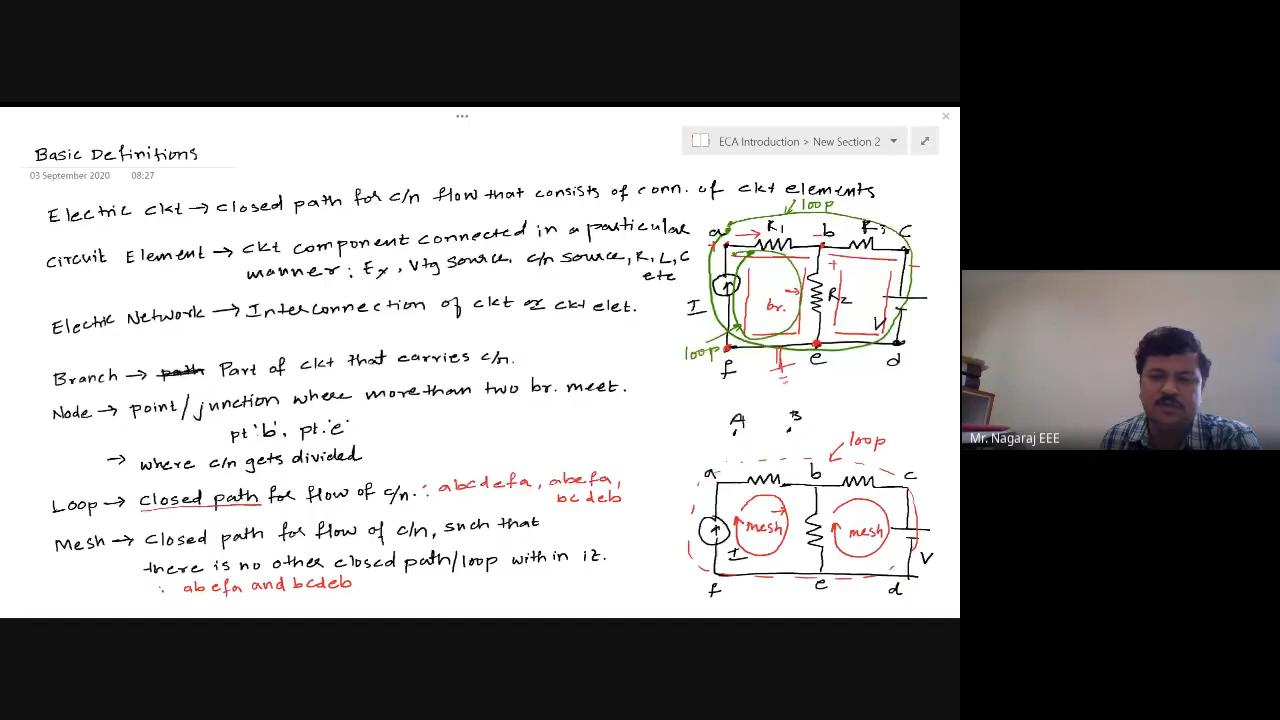 ECA Introduction > New Section 2
Basic Definitions
03 September 2020 08:27
Electric ckt → closed path for c/n flow that consists of conn. of ckt elements
Circuit Element → ckt component connected in a particular
manner: Ex, Vtg source, c/n source, R, L, C
etc
Electric Network → Interconnection of ckt or ckt elet.
Branch → path Part of ckt that carries c/n.
Node → point/junction where more than two br. meet.
pt 'b', pt. 'e'
→ where c/n gets divided
Loop → closed path for flow of c/n. : abcdefa, abefa,
bcdeb
Mesh → closed path for flow of c/n, such that
there is no other closed path/loop within it.
: abefa and bcdeb
loop
a R1 b c
I br. R2 V
loop
f e d
A B
loop
a b c
mesh mesh
I V
f e d
Mr. Nagaraj EEE